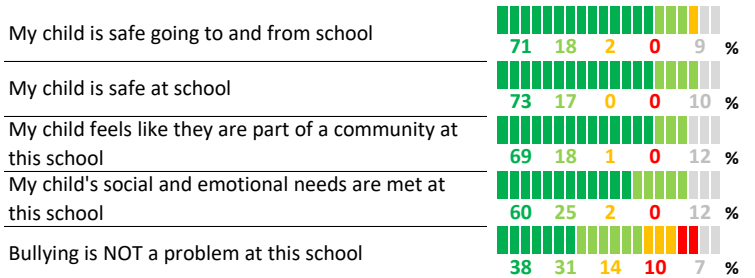 My child is safe going to and from school
71 18 2 0 9 %
My child is safe at school
73 17 0 0 10 %
My child feels like they are part of a community at
this school
69 18 1 0 12 %
My child's social and emotional needs are met at
this school
60 25 2 0 12 %
Bullying is NOT a problem at this school
38 31 14 10 7 %